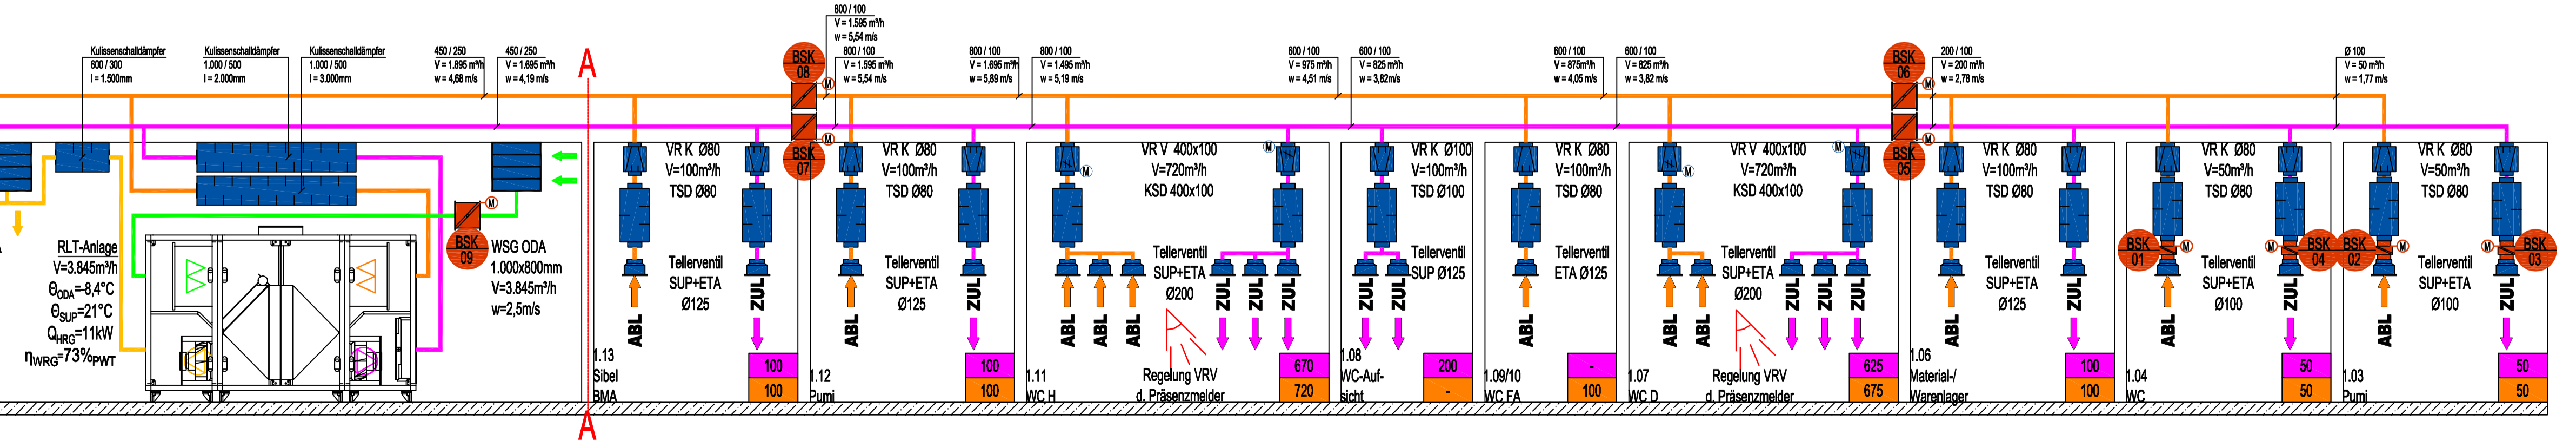 Kulissenschalldämpfer
600 / 300
l = 1.500mm
Kulissenschalldämpfer
1.000 / 500
l = 2.000mm
Kulissenschalldämpfer
1.000 / 500
l = 3.000mm
450 / 250
V = 1.895 m³/h
w = 4,68 m/s
450 / 250
V = 1.695 m³/h
w = 4,19 m/s
A
BSK
08
M
800 / 100
V = 1.595 m³/h
w = 5,54 m/s
800 / 100
V = 1.595 m³/h
w = 5,54 m/s
800 / 100
V = 1.695 m³/h
w = 5,89 m/s
800 / 100
V = 1.495 m³/h
w = 5,19 m/s
600 / 100
V = 975 m³/h
w = 4,51 m/s
600 / 100
V = 825 m³/h
w = 3,82m/s
600 / 100
V = 875m³/h
w = 4,05 m/s
600 / 100
V = 825 m³/h
w = 3,82 m/s
BSK
06
M
200 / 100
V = 200 m³/h
w = 2,78 m/s
Ø 100
V = 50 m³/h
w = 1,77 m/s
M
BSK
07
M
BSK
05
RLT-Anlage
V=3.845m³/h
ΘODA=-8,4°C
ΘSUP=21°C
QHRG=11kW
ηWRG=73%PWT
M
BSK
09
WSG ODA
1.000x800mm
V=3.845m³/h
w=2,5m/s
VR K Ø80
V=100m³/h
TSD Ø80
Tellerventil
SUP+ETA
Ø125
ABL
ZUL
1.13
Sibel
BMA
100
100
VR K Ø80
V=100m³/h
TSD Ø80
Tellerventil
SUP+ETA
Ø125
ABL
ZUL
1.12
Pumi
100
100
M
VR V 400x100
V=720m³/h
KSD 400x100
M
Tellerventil
SUP+ETA
Ø200
ABL
ABL
ABL
ZUL
ZUL
ZUL
1.11
WC H
Regelung VRV
d. Präsenzmelder
670
720
VR K Ø100
V=100m³/h
TSD Ø100
Tellerventil
SUP Ø125
ZUL
ZUL
1.08
WC-Auf-
sicht
200
-
VR K Ø80
V=100m³/h
TSD Ø80
Tellerventil
ETA Ø125
ABL
1.09/10
WC FA
-
100
M
VR V 400x100
V=720m³/h
KSD 400x100
M
Tellerventil
SUP+ETA
Ø200
ABL
ABL
ZUL
ZUL
ZUL
1.07
WC D
Regelung VRV
d. Präsenzmelder
625
675
VR K Ø80
V=100m³/h
TSD Ø80
Tellerventil
SUP+ETA
Ø125
ABL
ZUL
1.06
Material-/
Warenlager
100
100
VR K Ø80
V=50m³/h
TSD Ø80
BSK
01
M
M
BSK
04
Tellerventil
SUP+ETA
Ø100
ABL
ZUL
1.04
WC
50
50
VR K Ø80
V=50m³/h
TSD Ø80
BSK
02
M
M
BSK
03
Tellerventil
SUP+ETA
Ø100
ABL
ZUL
1.03
Pumi
50
50
A